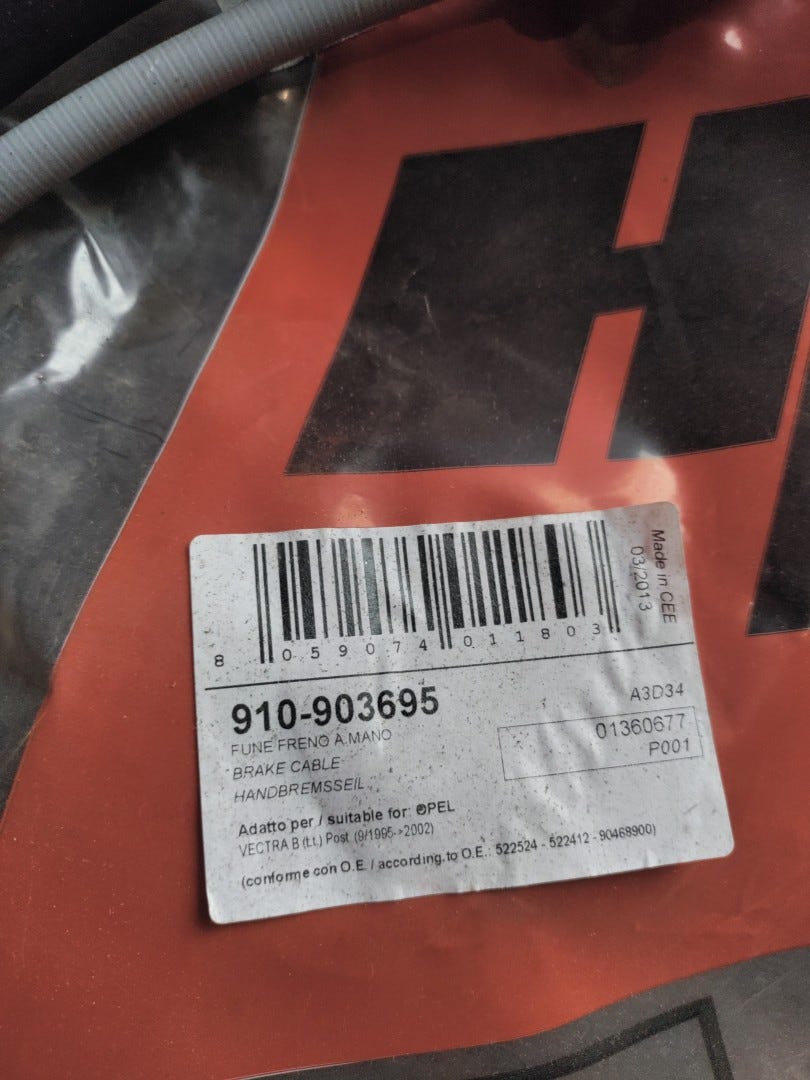 H
Made in CEE
03/2013
8 059074 011803
910-903695
A3D34
FUNE FRENO A MANO
01360677
BRAKE CABLE
P001
HANDBREMSSEIL
Adatto per / suitable for: OPEL
VECTRA B (Lt.) Post (9/1995->2002)
(conforme con O.E. / according.to O.E.: 522524 - 522412 - 90468900)